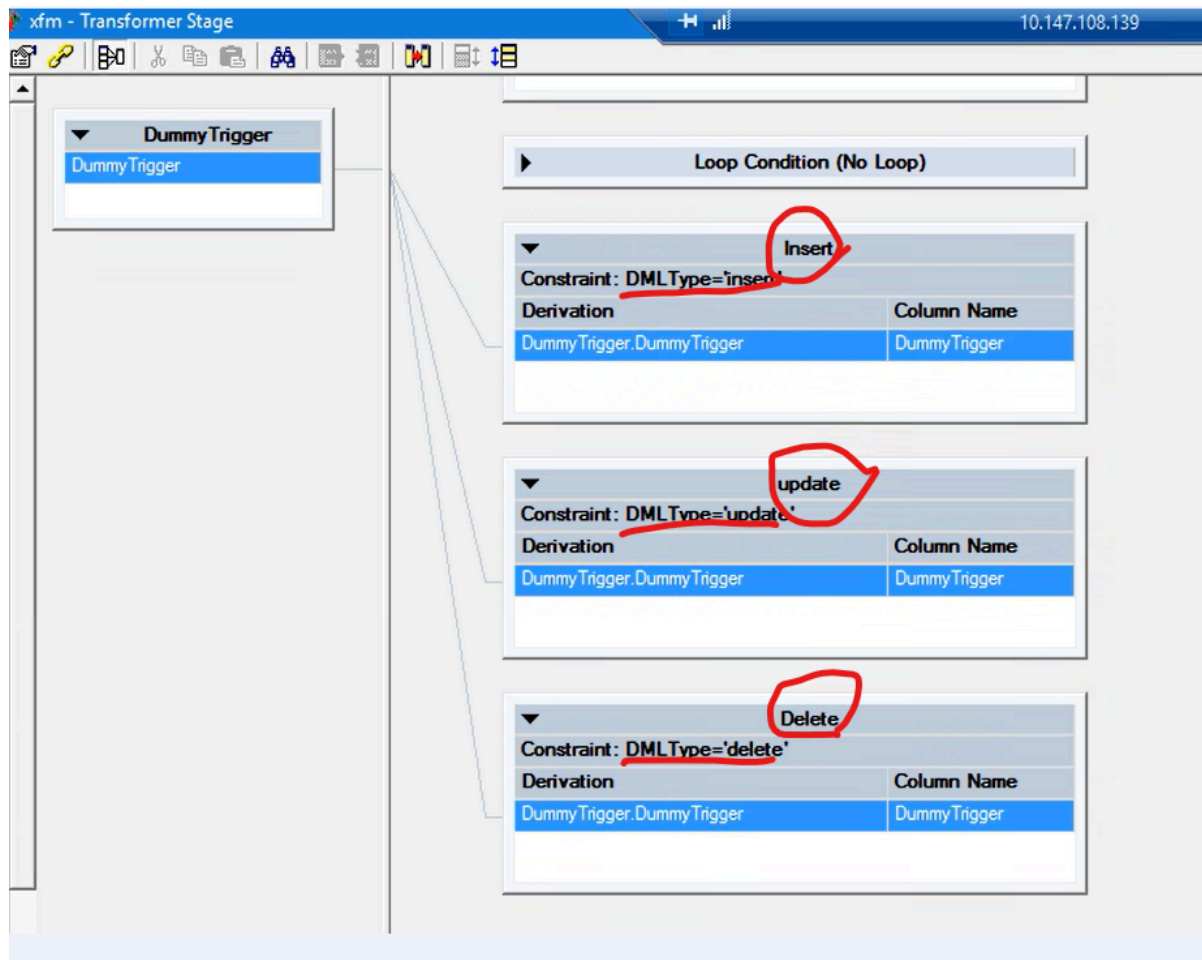 xfm - Transformer Stage
10.147.108.139
DummyTrigger
DummyTrigger
Loop Condition (No Loop)
Insert
Constraint: DMLType='insert'
Derivation
Column Name
DummyTrigger.DummyTrigger
DummyTrigger
update
Constraint: DMLType='update'
Derivation
Column Name
DummyTrigger.DummyTrigger
DummyTrigger
Delete
Constraint: DMLType='delete'
Derivation
Column Name
DummyTrigger.DummyTrigger
DummyTrigger